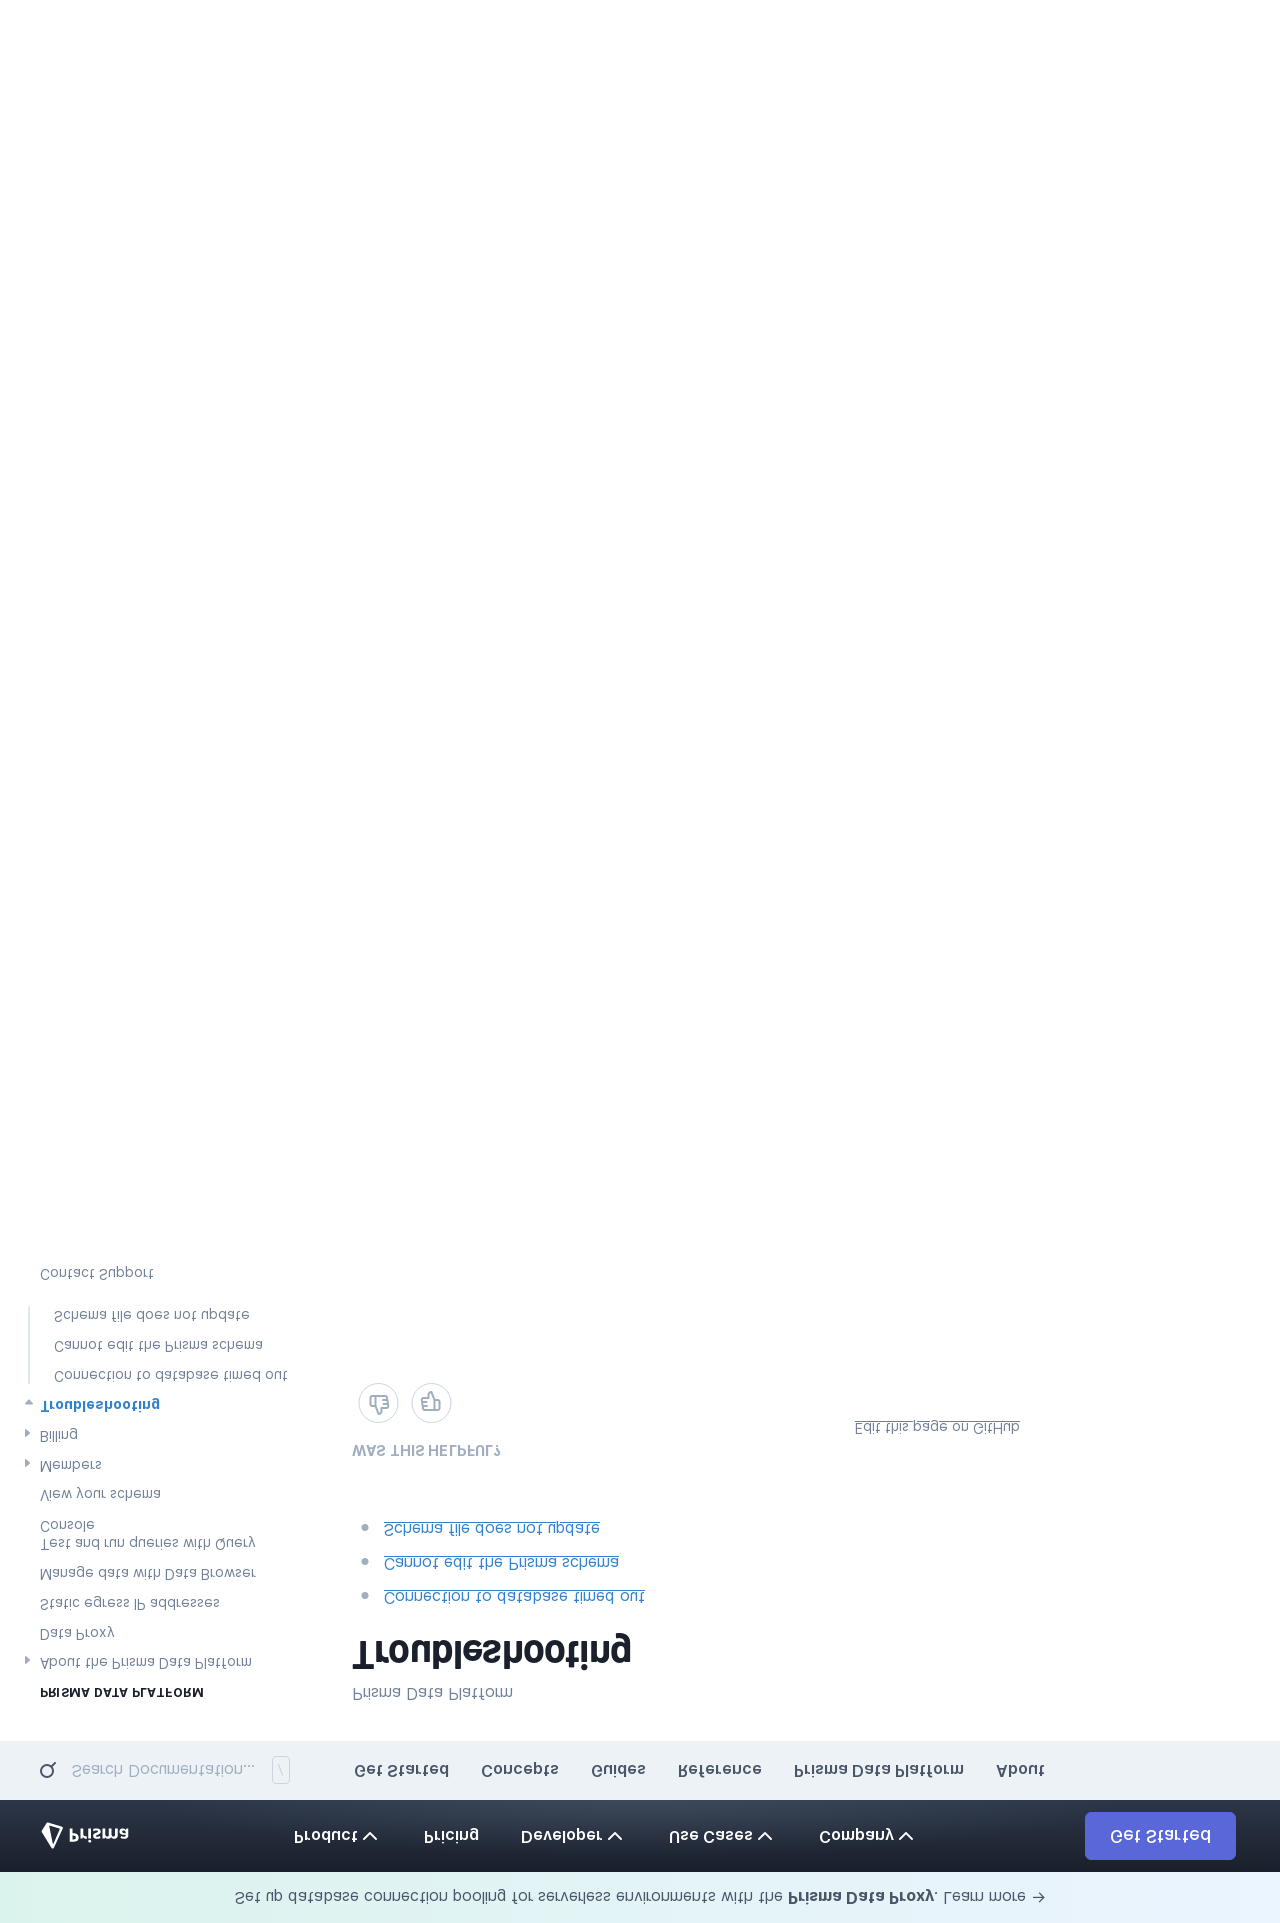 Set up database connection pooling for serverless environments with the Prisma Data Proxy. Learn more →
Prisma
Product
Pricing
Developer
Use Cases
Company
Get Started
Search Documentation... /
Get Started
Concepts
Guides
Reference
Prisma Data Platform
About
PRISMA DATA PLATFORM
About the Prisma Data Platform
Data Proxy
Static egress IP addresses
Manage data with Data Browser
Test and run queries with Query
Console
View your schema
Members
Billing
Troubleshooting
Connection to database timed out
Cannot edit the Prisma schema
Schema file does not update
Contact Support
Prisma Data Platform
Troubleshooting
Connection to database timed out
Cannot edit the Prisma schema
Schema file does not update
WAS THIS HELPFUL?
Edit this page on GitHub